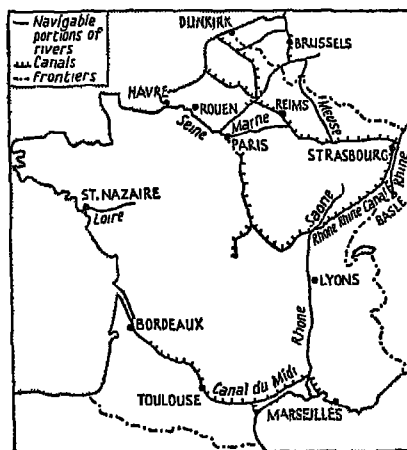 Navigable
portions of
rivers
Canals
Frontiers
DUNKIRK
BRUSSELS
HAVRE
ROUEN
REIMS
Meuse
Seine
Marne
PARIS
STRASBOURG
Rhine
ST. NAZAIRE
Loire
Saone
Rhone Rhine Canal
BASLE
LYONS
Rhone
BORDEAUX
TOULOUSE
Canal du Midi
MARSEILLES